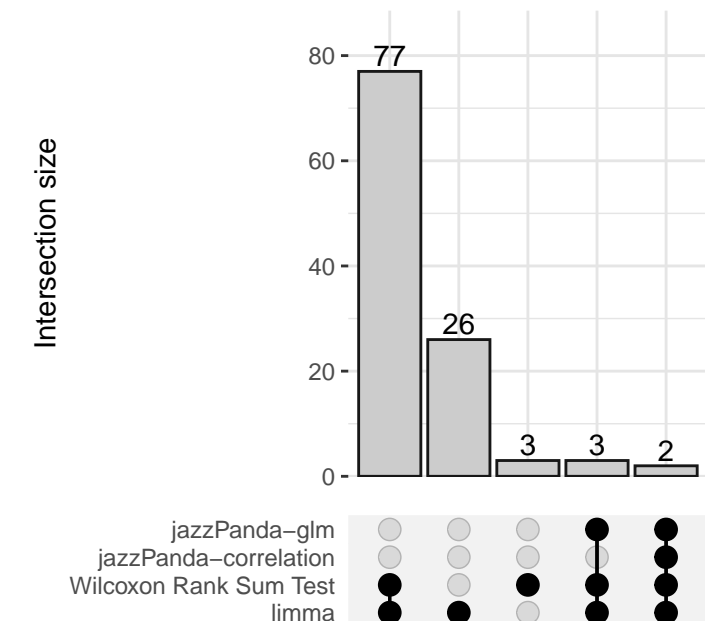 Intersection size
80
60
40
20
0
77
26
3
3
2
jazzPanda−glm
jazzPanda−correlation
Wilcoxon Rank Sum Test
limma